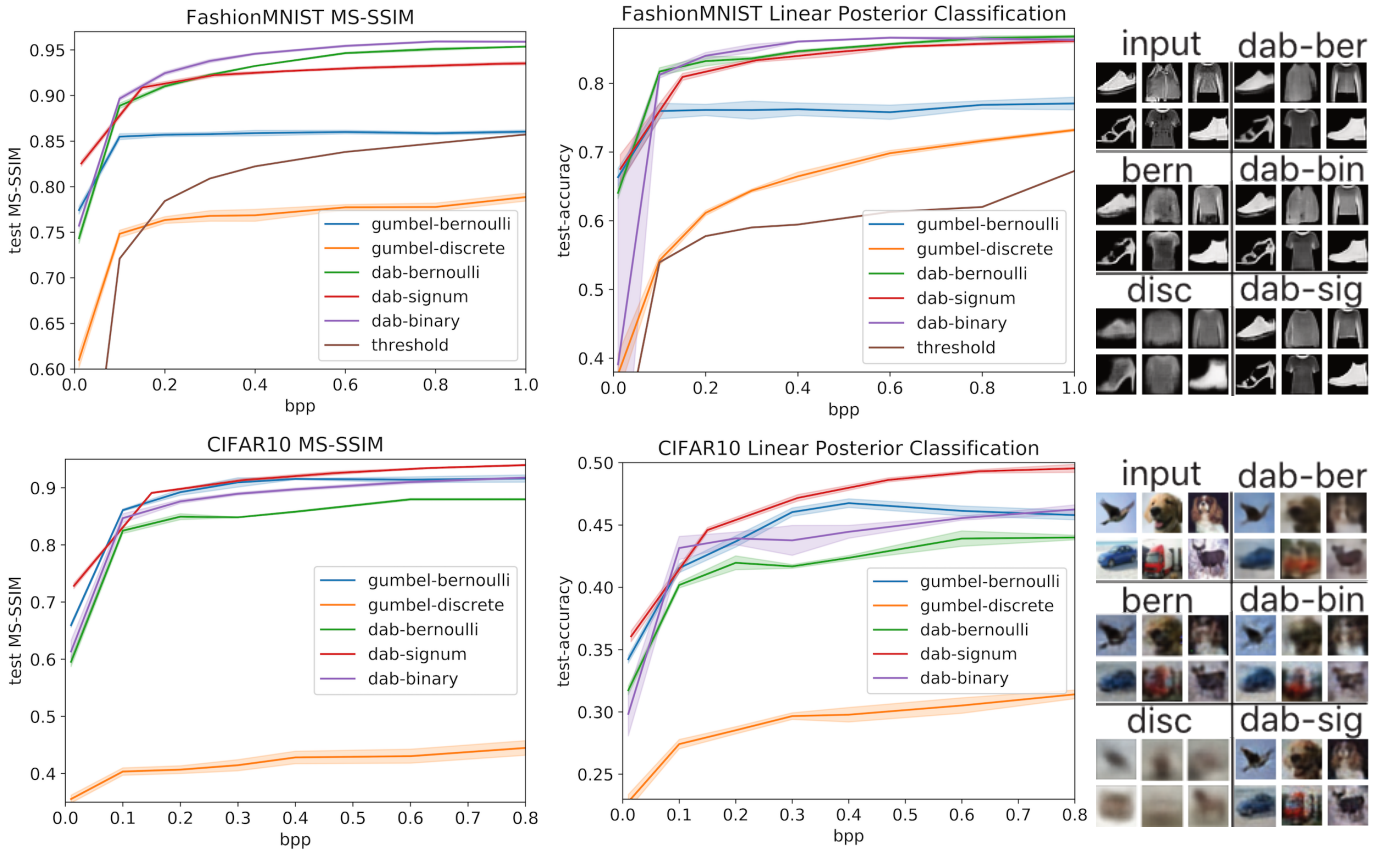 FashionMNIST MS-SSIM
test MS-SSIM
0.95
0.90
0.85
0.80
0.75
0.70
0.65
0.60
0.0 0.2 0.4 0.6 0.8 1.0
bpp
gumbel-bernoulli
gumbel-discrete
dab-bernoulli
dab-signum
dab-binary
threshold
FashionMNIST Linear Posterior Classification
test-accuracy
0.8
0.7
0.6
0.5
0.4
0.0 0.2 0.4 0.6 0.8 1.0
bpp
gumbel-bernoulli
gumbel-discrete
dab-bernoulli
dab-signum
dab-binary
threshold
input dab-ber
bern dab-bin
disc dab-sig
CIFAR10 MS-SSIM
test MS-SSIM
0.9
0.8
0.7
0.6
0.5
0.4
0.0 0.1 0.2 0.3 0.4 0.5 0.6 0.7 0.8
bpp
gumbel-bernoulli
gumbel-discrete
dab-bernoulli
dab-signum
dab-binary
CIFAR10 Linear Posterior Classification
test-accuracy
0.50
0.45
0.40
0.35
0.30
0.25
0.0 0.1 0.2 0.3 0.4 0.5 0.6 0.7 0.8
bpp
gumbel-bernoulli
gumbel-discrete
dab-bernoulli
dab-signum
dab-binary
input dab-ber
bern dab-bin
disc dab-sig